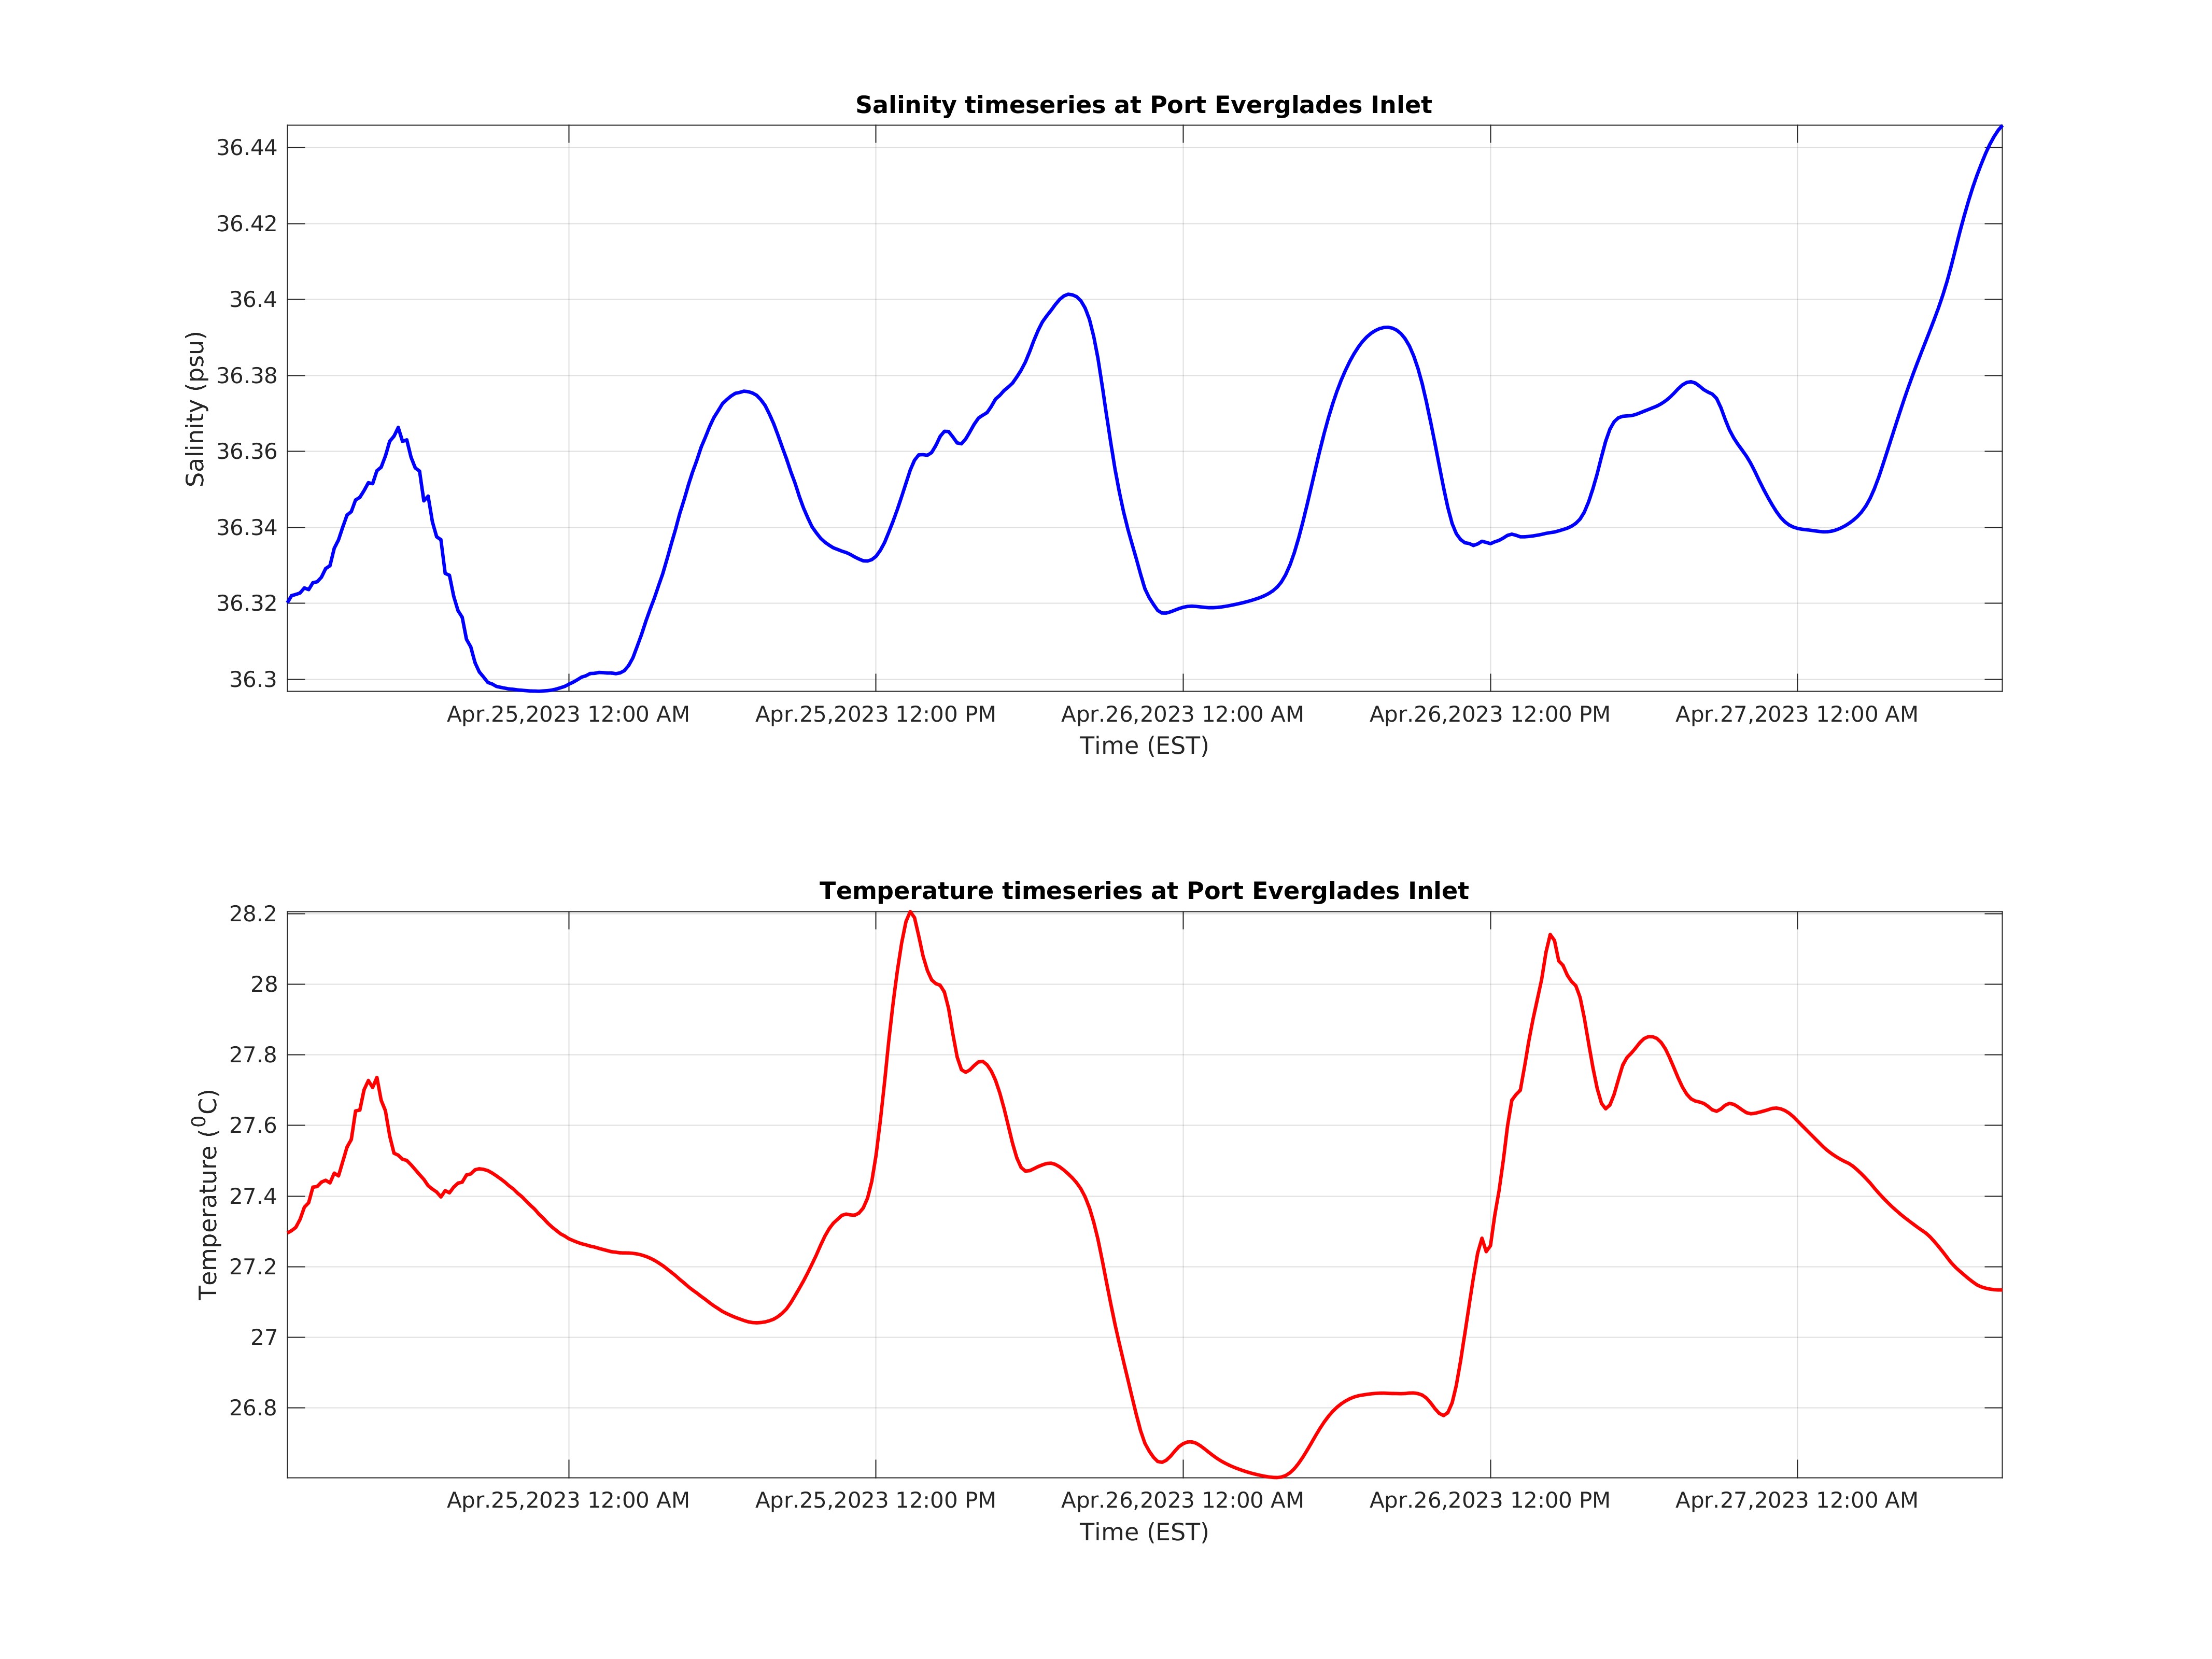 Salinity timeseries at Port Everglades Inlet
Salinity (psu)
36.44
36.42
36.4
36.38
36.36
36.34
36.32
36.3
Apr.25,2023 12:00 AM
Apr.25,2023 12:00 PM
Apr.26,2023 12:00 AM
Apr.26,2023 12:00 PM
Apr.27,2023 12:00 AM
Time (EST)
Temperature timeseries at Port Everglades Inlet
Temperature (⁰C)
28.2
28
27.8
27.6
27.4
27.2
27
26.8
Apr.25,2023 12:00 AM
Apr.25,2023 12:00 PM
Apr.26,2023 12:00 AM
Apr.26,2023 12:00 PM
Apr.27,2023 12:00 AM
Time (EST)